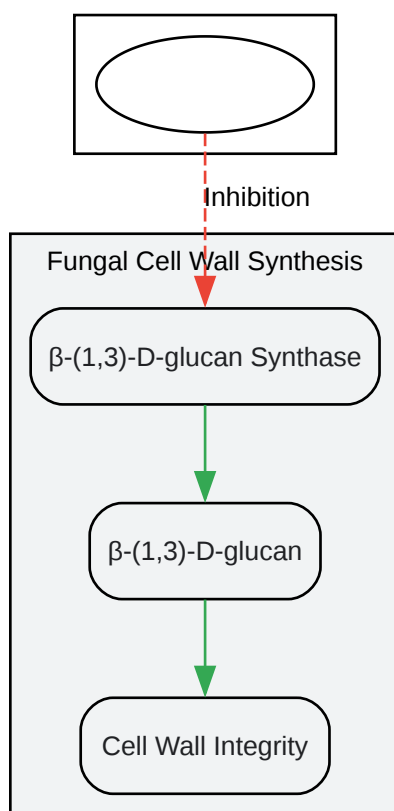 Inhibition
Fungal Cell Wall Synthesis
β-(1,3)-D-glucan Synthase
β-(1,3)-D-glucan
Cell Wall Integrity